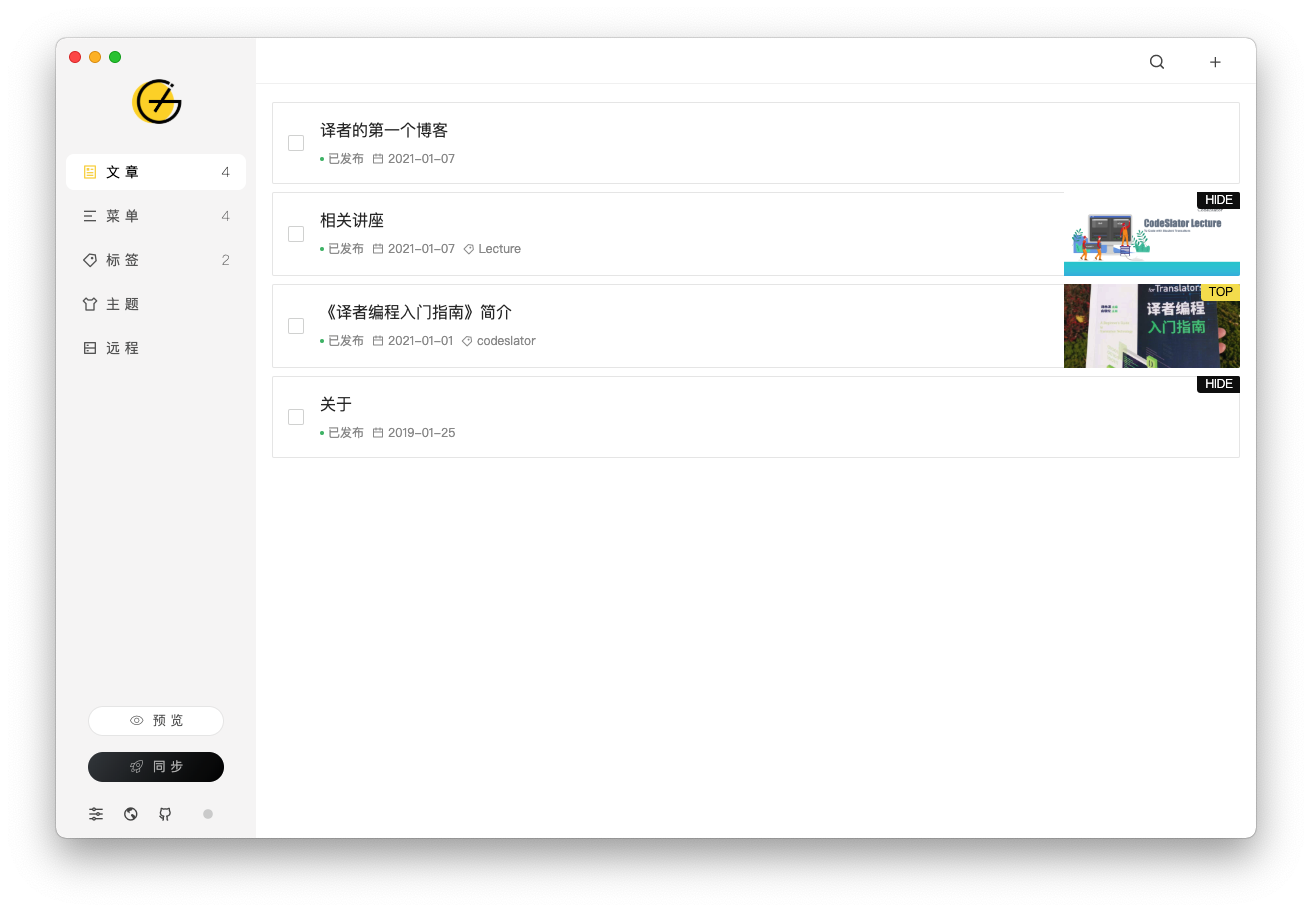 文章 4
菜单 4
标签 2
主题
远程
预览
同步
译者的第一个博客
已发布 2021-01-07
相关讲座
已发布 2021-01-07 Lecture
HIDE
CodeSlator Lecture
《译者编程入门指南》简介
已发布 2021-01-01 codeslator
TOP
for Translators
译者编程
入门指南
关于
已发布 2019-01-25
HIDE